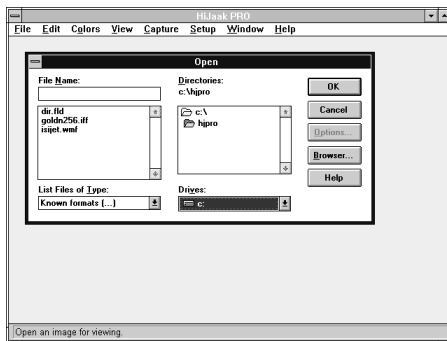 HiJaak PRO
File Edit Colors View Capture Setup Window Help
Open
File Name:
dir.fld
goldn256.iff
isijet.wmf
List Files of Type:
Known formats (...)
Directories:
c:\hjpro
c:\
hjpro
Drives:
c:
OK
Cancel
Options...
Browser...
Help
Open an image for viewing.